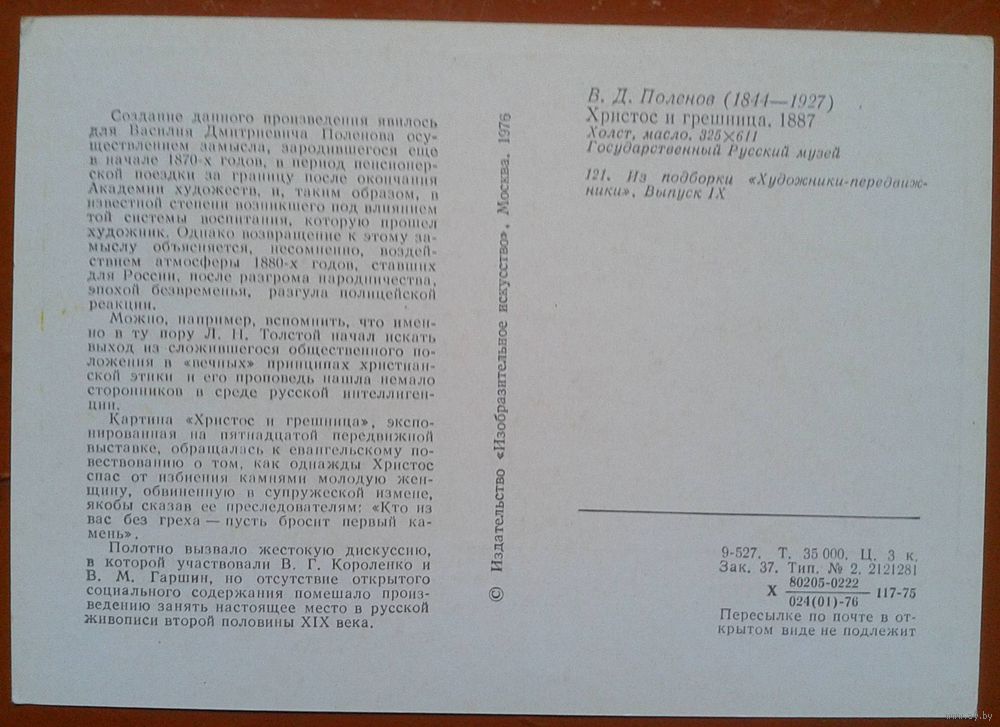 Создание данного произведения явилось
для Василия Дмитриевича Поленова осу-
ществлением замысла, зародившегося еще
в начале 1870-х годов, в период пенсионер-
ской поездки за границу после окончания
Академии художеств, и, таким образом, в
известной степени возникшего под влиянием
той системы воспитания, которую прошел
художник. Однако возвращение к этому за-
мыслу объясняется, несомненно, воздей-
ствием атмосферы 1880-х годов, ставших
для России, после разгрома народничества,
эпохой безвременья, разгула полицейской
реакции.
Можно, например, вспомнить, что имен-
но в ту пору Л. Н. Толстой начал искать
выход из сложившегося общественного по-
ложения в «вечных» принципах христиан-
ской этики и его проповедь нашла немало
сторонников в среде русской интеллиген-
ции.
Картина «Христос и грешница», экспо-
нированная на пятнадцатой передвижной
выставке, обращалась к евангельскому по-
вествованию о том, как однажды Христос
спас от избиения камнями молодую жен-
щину, обвиненную в супружеской измене,
якобы сказав ее преследователям: «Кто из
вас без греха — пусть бросит первый ка-
мень».
Полотно вызвало жестокую дискуссию,
в которой участвовали В. Г. Короленко и
В. М. Гаршин, но отсутствие открытого
социального содержания помешало произ-
ведению занять настоящее место в русской
живописи второй половины XIX века.
© Издательство «Изобразительное искусство», Москва. 1976
В. Д. Поленов (1844—1927)
Христос и грешница. 1887
Холст, масло. 325×611
Государственный Русский музей
121. Из подборки «Художники-передвиж-
ники». Выпуск IX
9-527. Т. 35 000. Ц. 3 к.
Зак. 37. Тип. № 2. 2121281
X 80205-0222 117-75
024(01)-76
Пересылке по почте в от-
крытом виде не подлежит